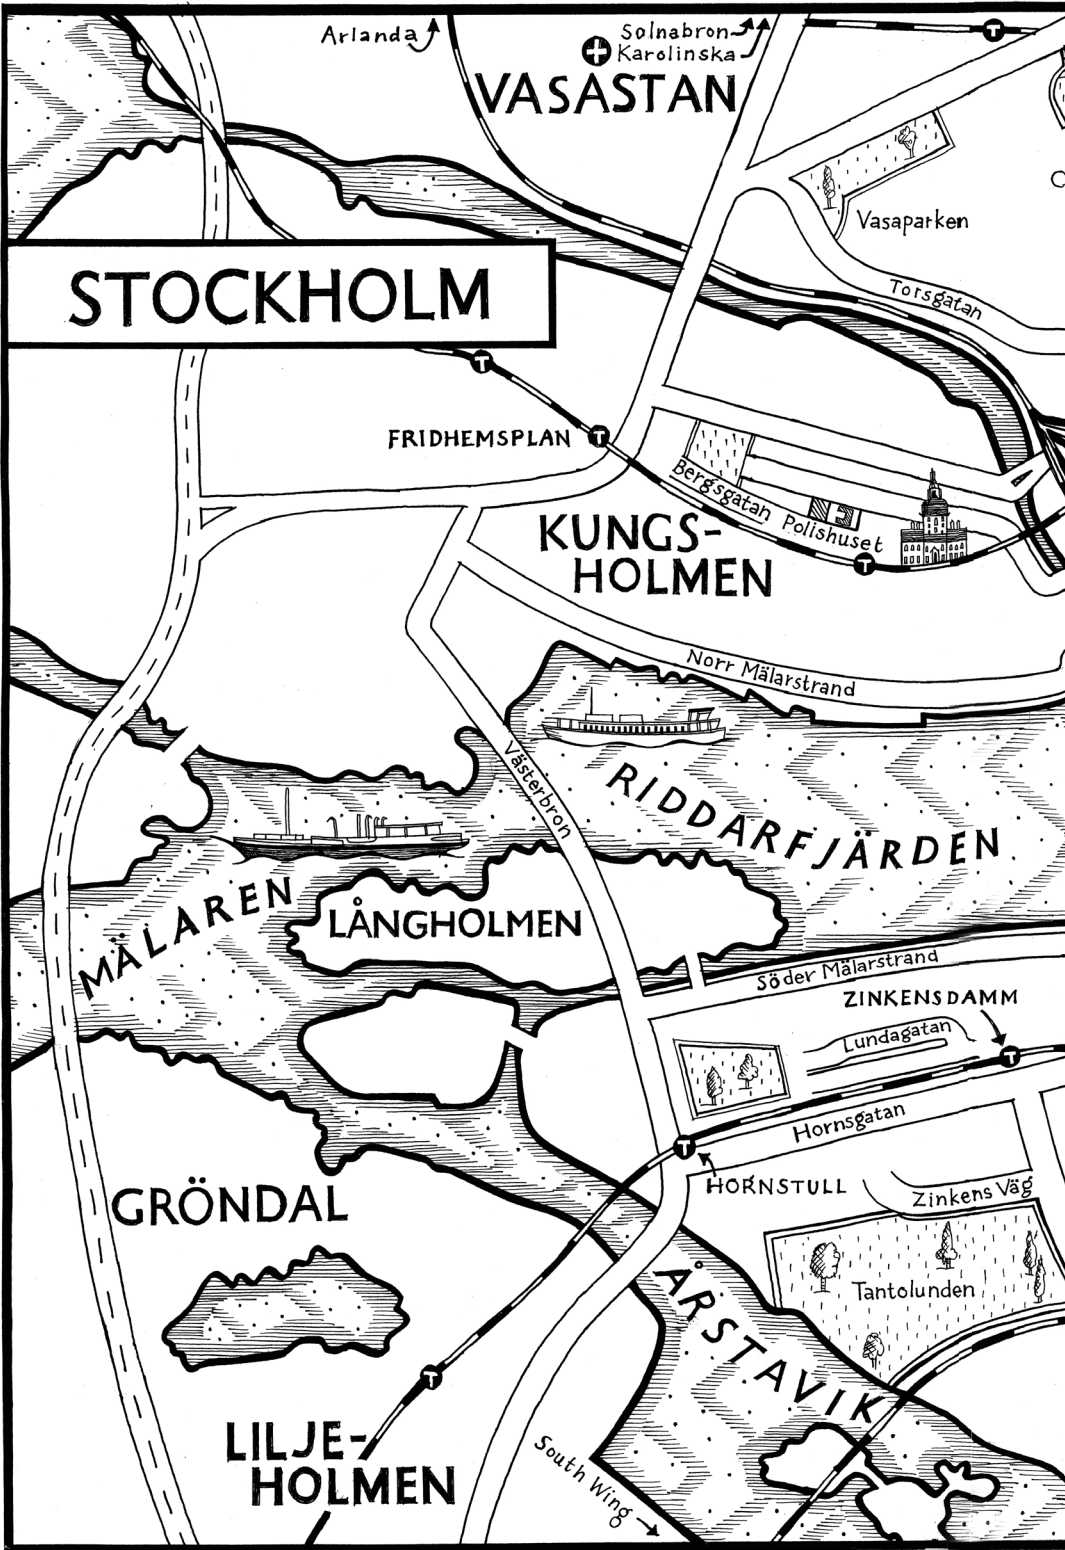 Arlanda
Solnabron
Karolinska
VASASTAN
Vasaparken
STOCKHOLM
Torsgatan
T
T
FRIDHEMSPLAN
T
Bergsgatan
Polishuset
KUNGS-
HOLMEN
T
Norr Mälarstrand
Västerbron
RIDDARFJÄRDEN
MÄLAREN
LÅNGHOLMEN
Söder Mälarstrand
ZINKENSDAMM
Lundagatan
T
Hornsgatan
T
HORNSTULL
Zinkens Väg
GRÖNDAL
Tantolunden
ÅRSTAVIK
T
LILJE-
HOLMEN
South Wing